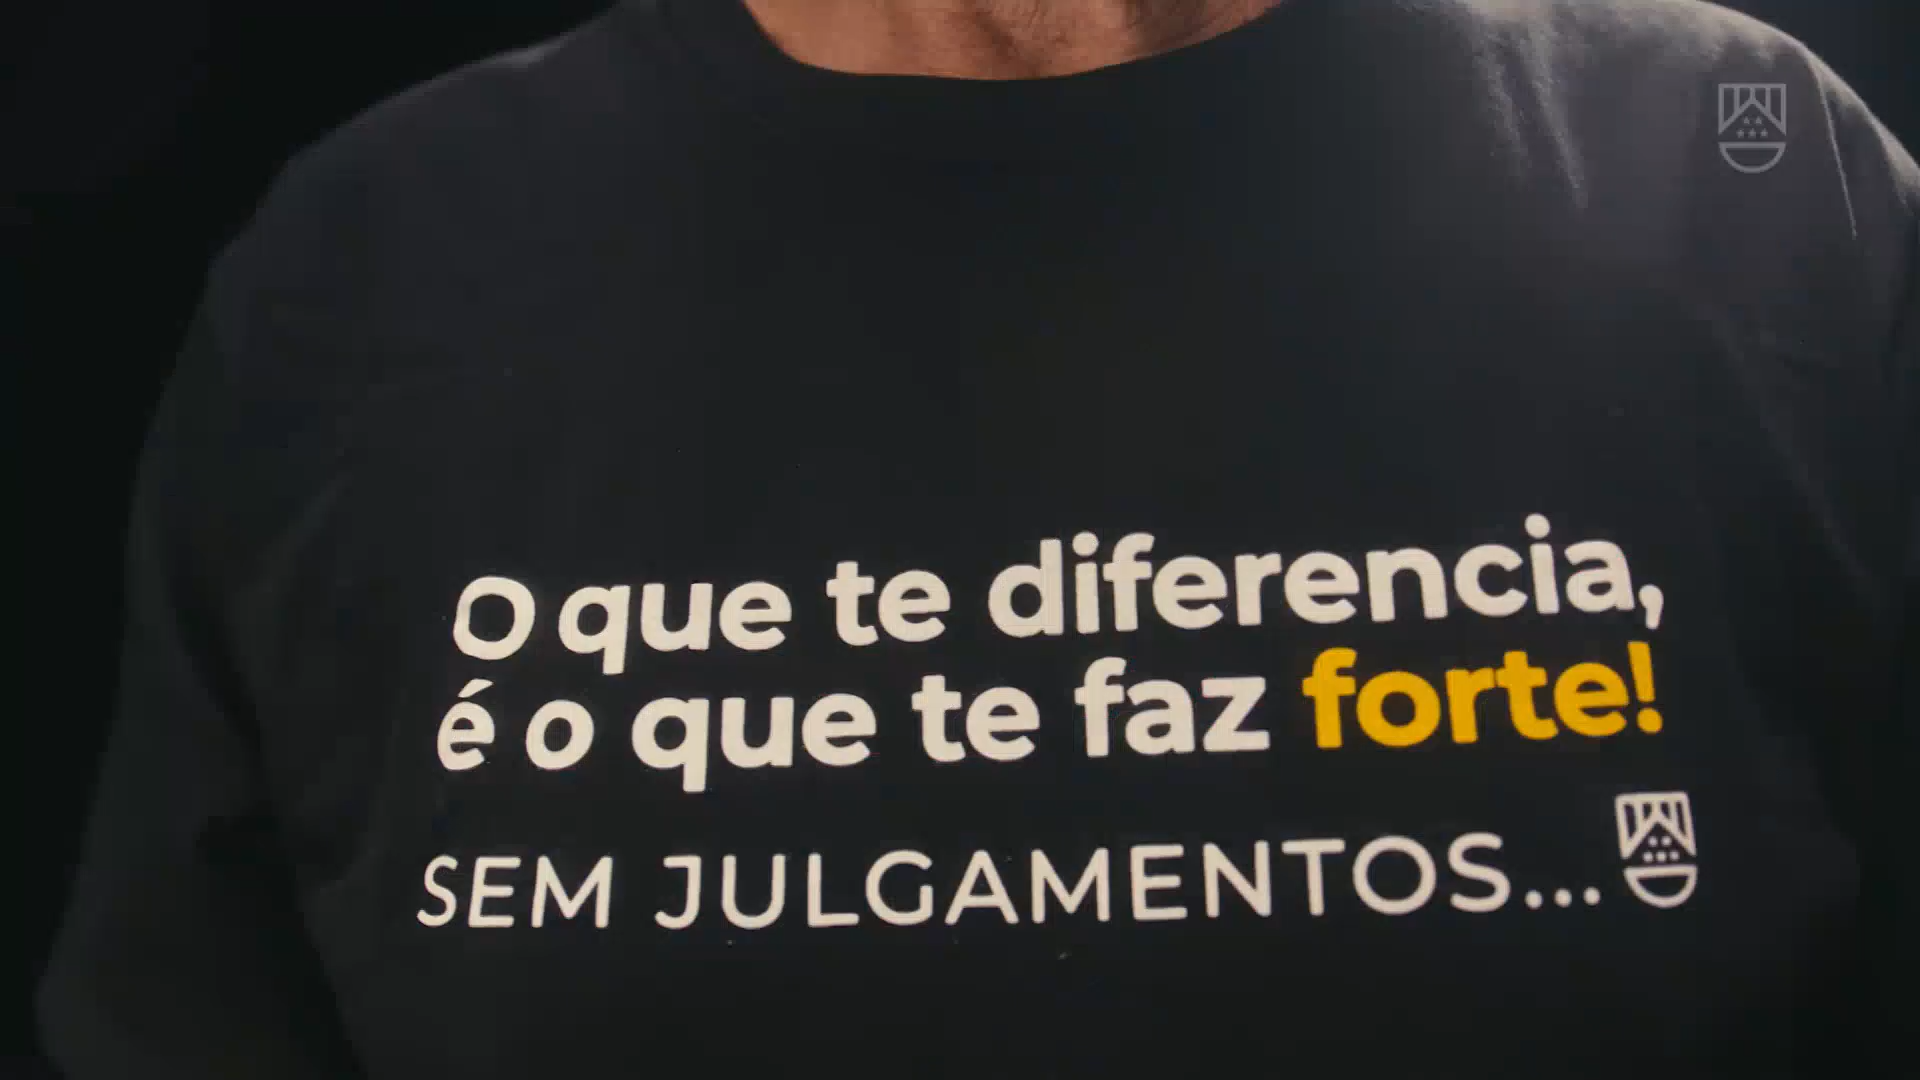 O que te diferencia,
é o que te faz forte!
SEM JULGAMENTOS...